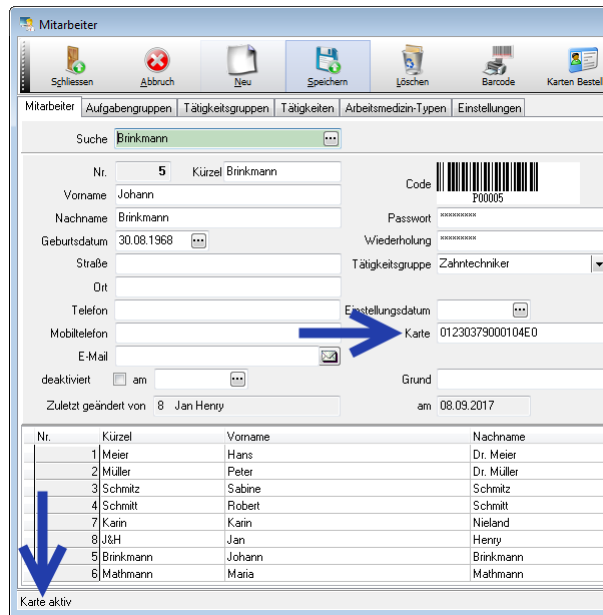 Mitarbeiter
Schliessen Abbruch Neu Speichern Löschen Barcode Karten Bestel
Mitarbeiter Aufgabengruppen Tätigkeitsgruppen Tätigkeiten Arbeitsmedizin-Typen Einstellungen
Suche Brinkmann
Nr. 5 Kürzel Brinkmann
Code P00005
Vorname Johann
Nachname Brinkmann Passwort ×××××××××
Geburtsdatum 30.08.1968 Wiederholung ×××××××××
Straße Tätigkeitsgruppe Zahntechniker
Ort
Telefon Einstellungsdatum
Mobiltelefon Karte 01230379000104E0
E-Mail
deaktiviert am Grund
Zuletzt geändert von 8 Jan Henry am 08.09.2017
Nr. Kürzel Vorname Nachname
1 Meier Hans Dr. Meier
2 Müller Peter Dr. Müller
3 Schmitz Sabine Schmitz
4 Schmitt Robert Schmitt
7 Karin Karin Nieland
8 J&H Jan Henry
5 Brinkmann Johann Brinkmann
6 Mathmann Maria Mathmann
Karte aktiv